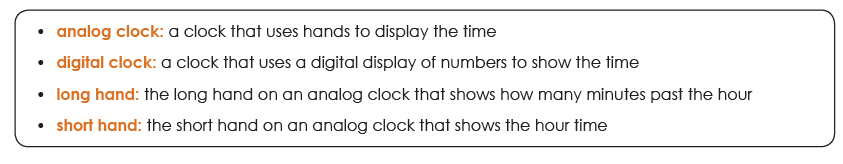 • analog clock: a clock that uses hands to display the time
• digital clock: a clock that uses a digital display of numbers to show the time
• long hand: the long hand on an analog clock that shows how many minutes past the hour
• short hand: the short hand on an analog clock that shows the hour time